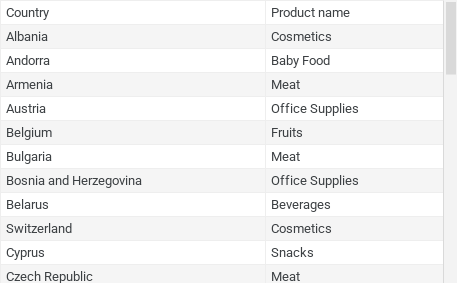 Country Product name
Albania Cosmetics
Andorra Baby Food
Armenia Meat
Austria Office Supplies
Belgium Fruits
Bulgaria Meat
Bosnia and Herzegovina Office Supplies
Belarus Beverages
Switzerland Cosmetics
Cyprus Snacks
Czech Republic Meat